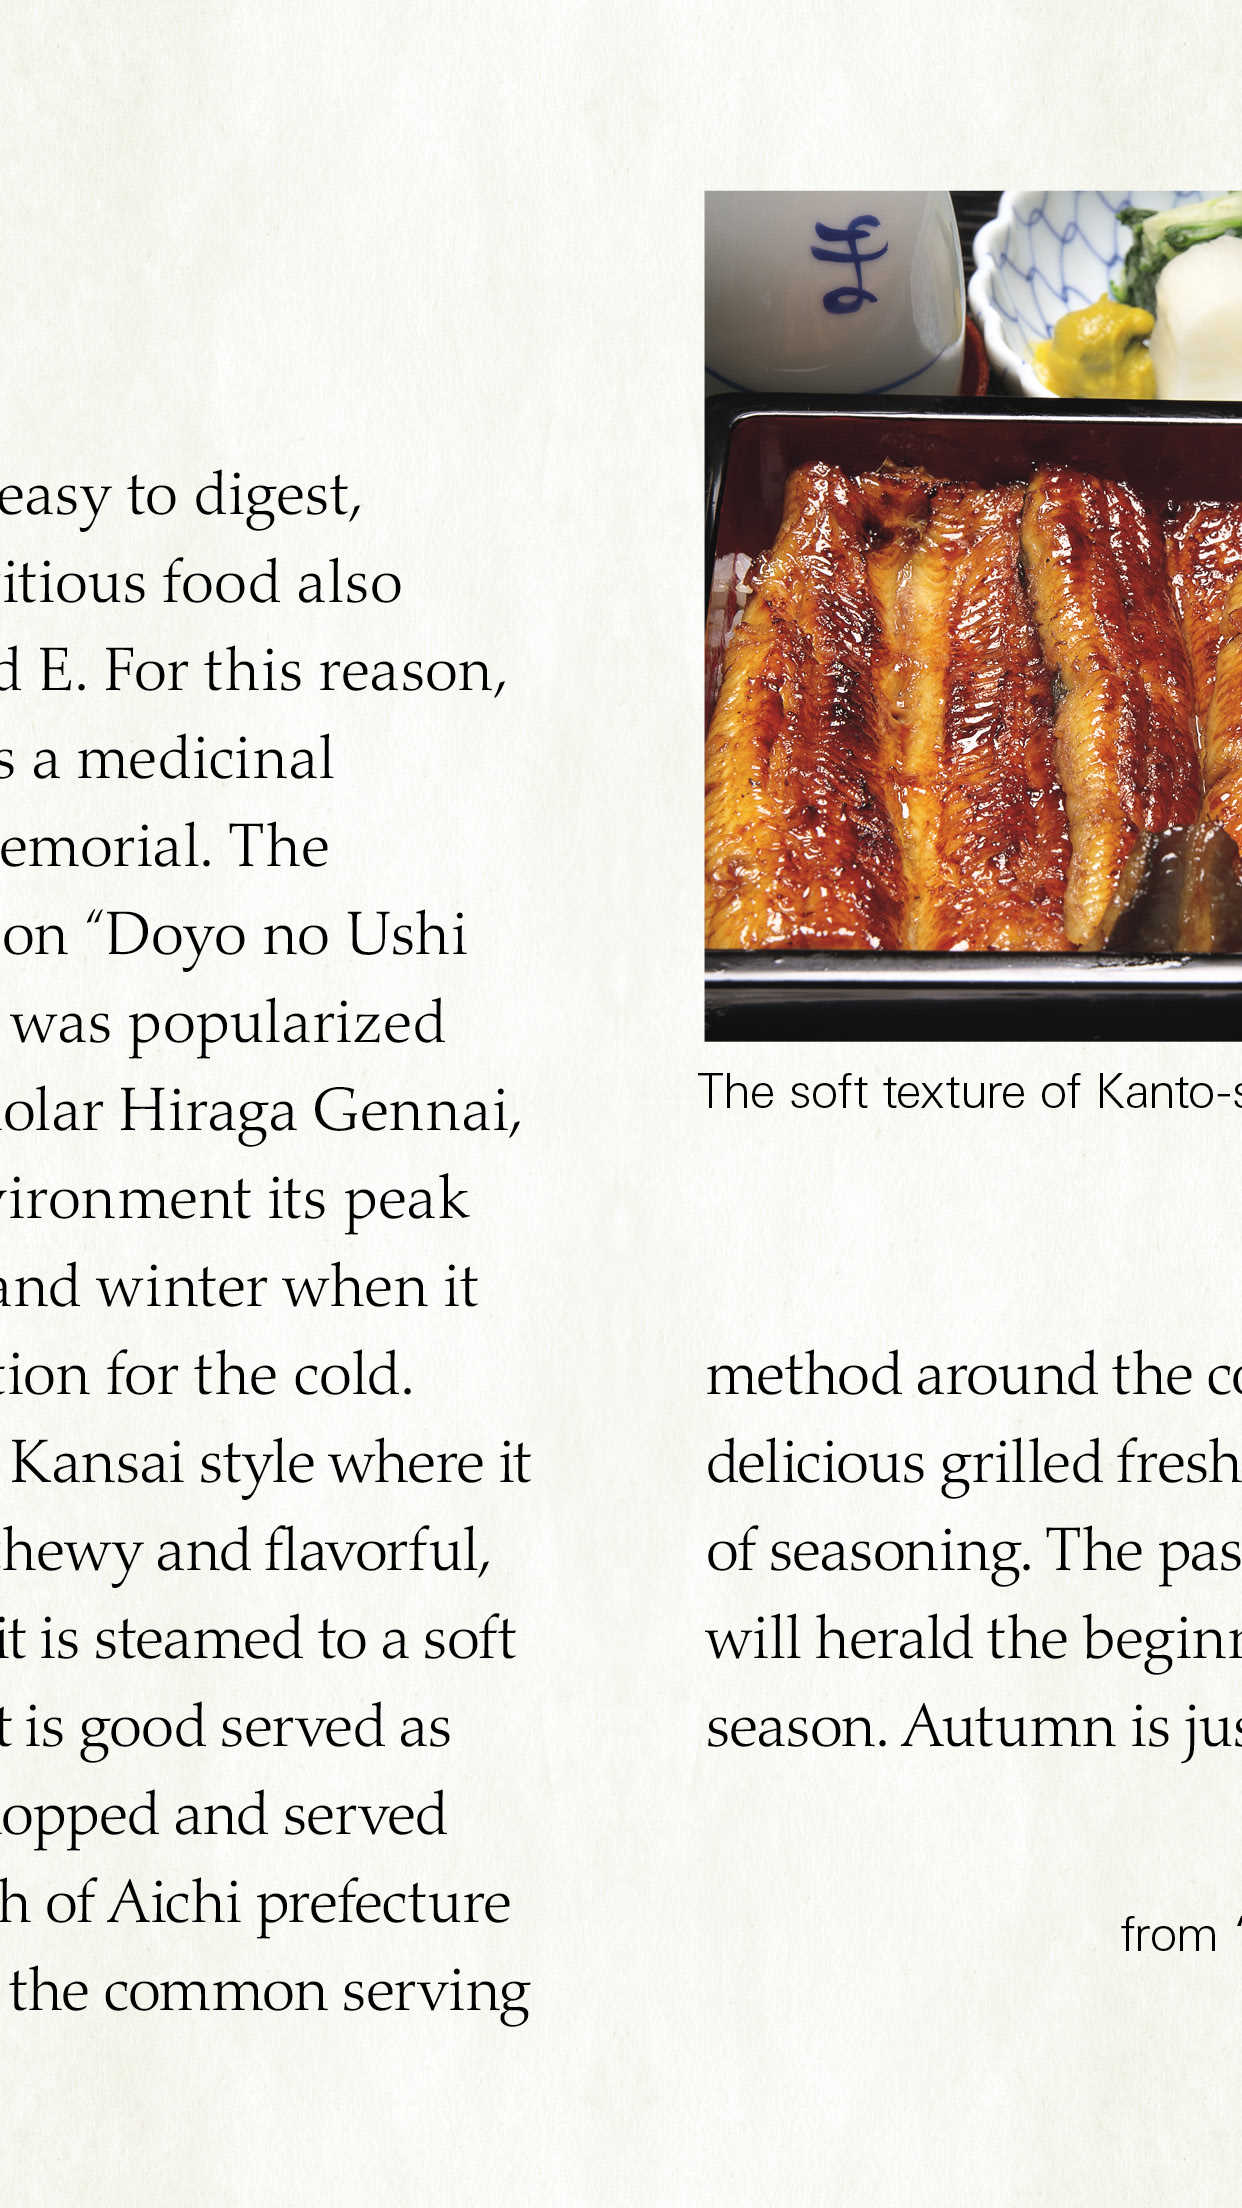 easy to digest,
itious food also
d E. For this reason,
s a medicinal
emorial. The
on “Doyo no Ushi
was popularized
olar Hiraga Gennai,
vironment its peak
and winter when it
tion for the cold.
Kansai style where it
chewy and flavorful,
it is steamed to a soft
t is good served as
opped and served
h of Aichi prefecture
the common serving
The soft texture of Kanto-s
method around the co
delicious grilled fresh
of seasoning. The pas
will herald the beginn
season. Autumn is jus
from “